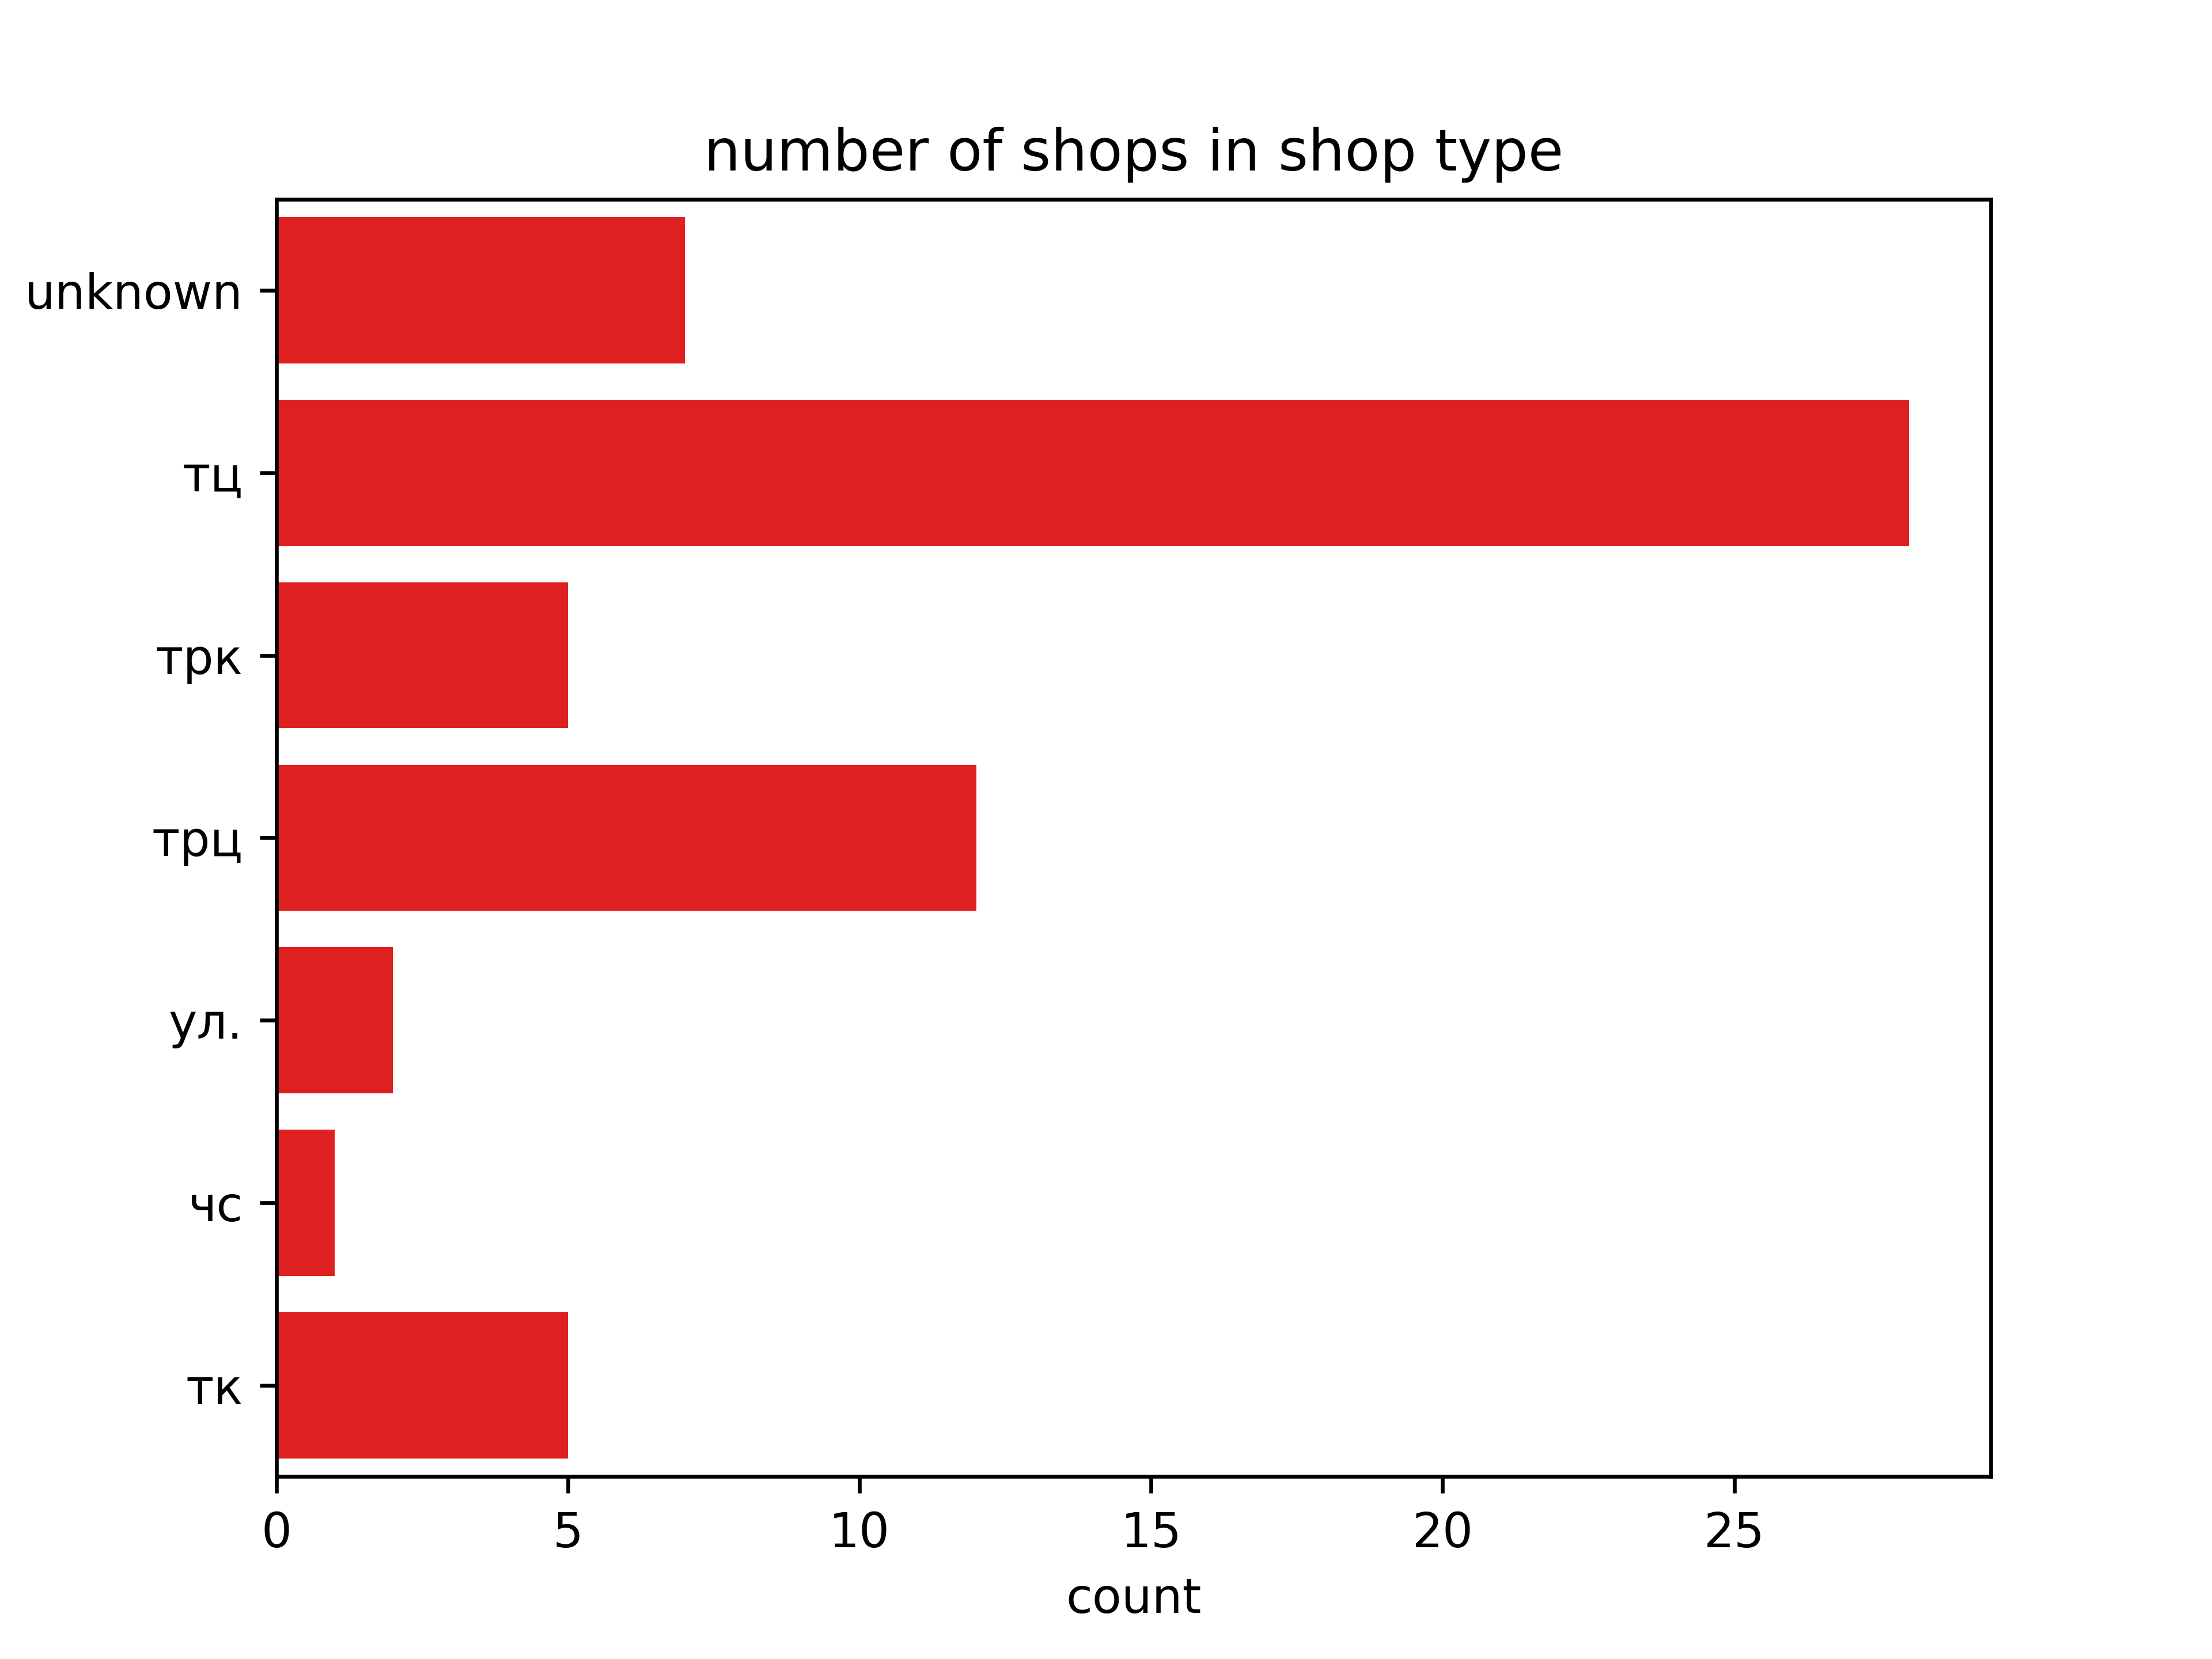 number of shops in shop type
unknown
тц
трк
трц
ул.
чс
тк
0 5 10 15 20 25
count